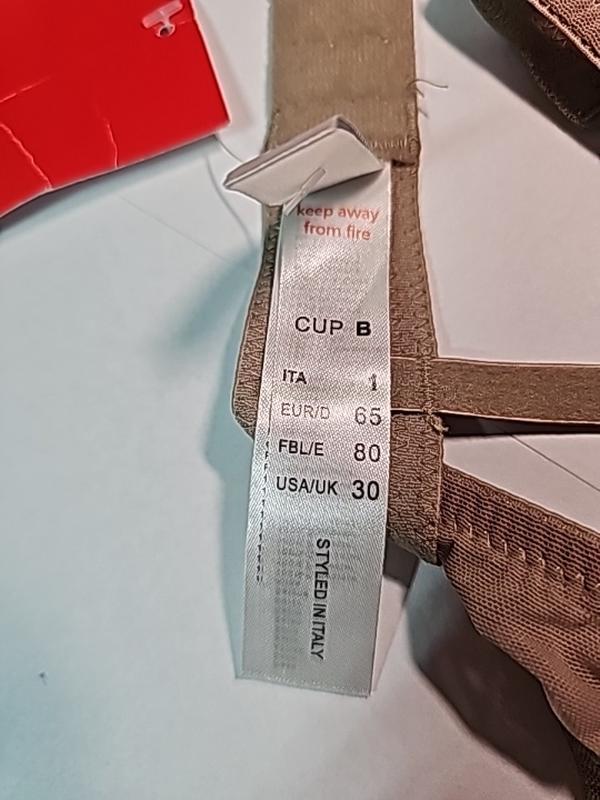 keep away
from fire
CUP B
ITA 1
EUR/D 65
FBL/E 80
USA/UK 30
STYLED IN ITALY